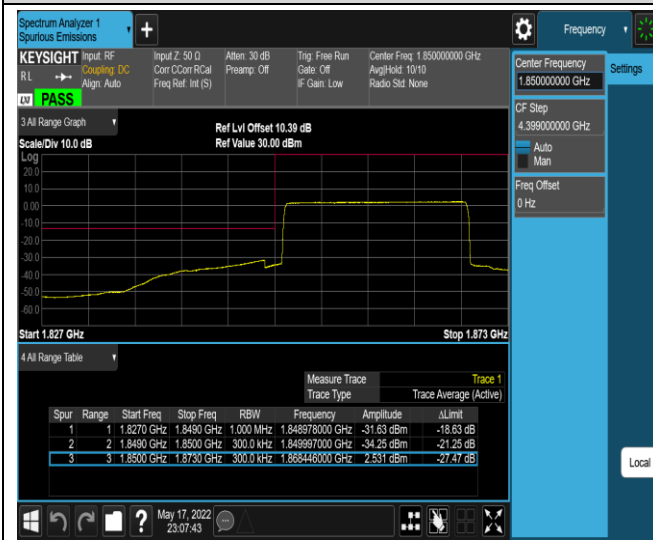 Spectrum Analyzer 1
Spurious Emissions
+
Frequency
KEYSIGHT
RL
LXI
PASS
Input: RF
Coupling: DC
Align: Auto
Input Z: 50 Ω
Corr CCorr RCal
Freq Ref: Int (S)
Atten: 30 dB
Preamp: Off
Trig: Free Run
Gate: Off
IF Gain: Low
Center Freq: 1.850000000 GHz
Avg|Hold: 10/10
Radio Std: None
Center Frequency
1.850000000 GHz
Settings
CF Step
4.399000000 GHz
Auto
Man
Freq Offset
0 Hz
3 All Range Graph
Scale/Div 10.0 dB
Ref Lvl Offset 10.39 dB
Ref Value 30.00 dBm
Log
20.0
10.0
0.00
-10.0
-20.0
-30.0
-40.0
-50.0
-60.0
Start 1.827 GHz Stop 1.873 GHz
4 All Range Table
Measure Trace Trace 1
Trace Type Trace Average (Active)
Spur Range Start Freq Stop Freq RBW Frequency Amplitude ΔLimit
1 1 1.8270 GHz 1.8490 GHz 1.000 MHz 1.848978000 GHz -31.63 dBm -18.63 dB
2 2 1.8490 GHz 1.8500 GHz 300.0 kHz 1.849997000 GHz -34.25 dBm -21.25 dB
3 3 1.8500 GHz 1.8730 GHz 300.0 kHz 1.868446000 GHz 2.531 dBm -27.47 dB
Local
?
May 17, 2022
23:07:43